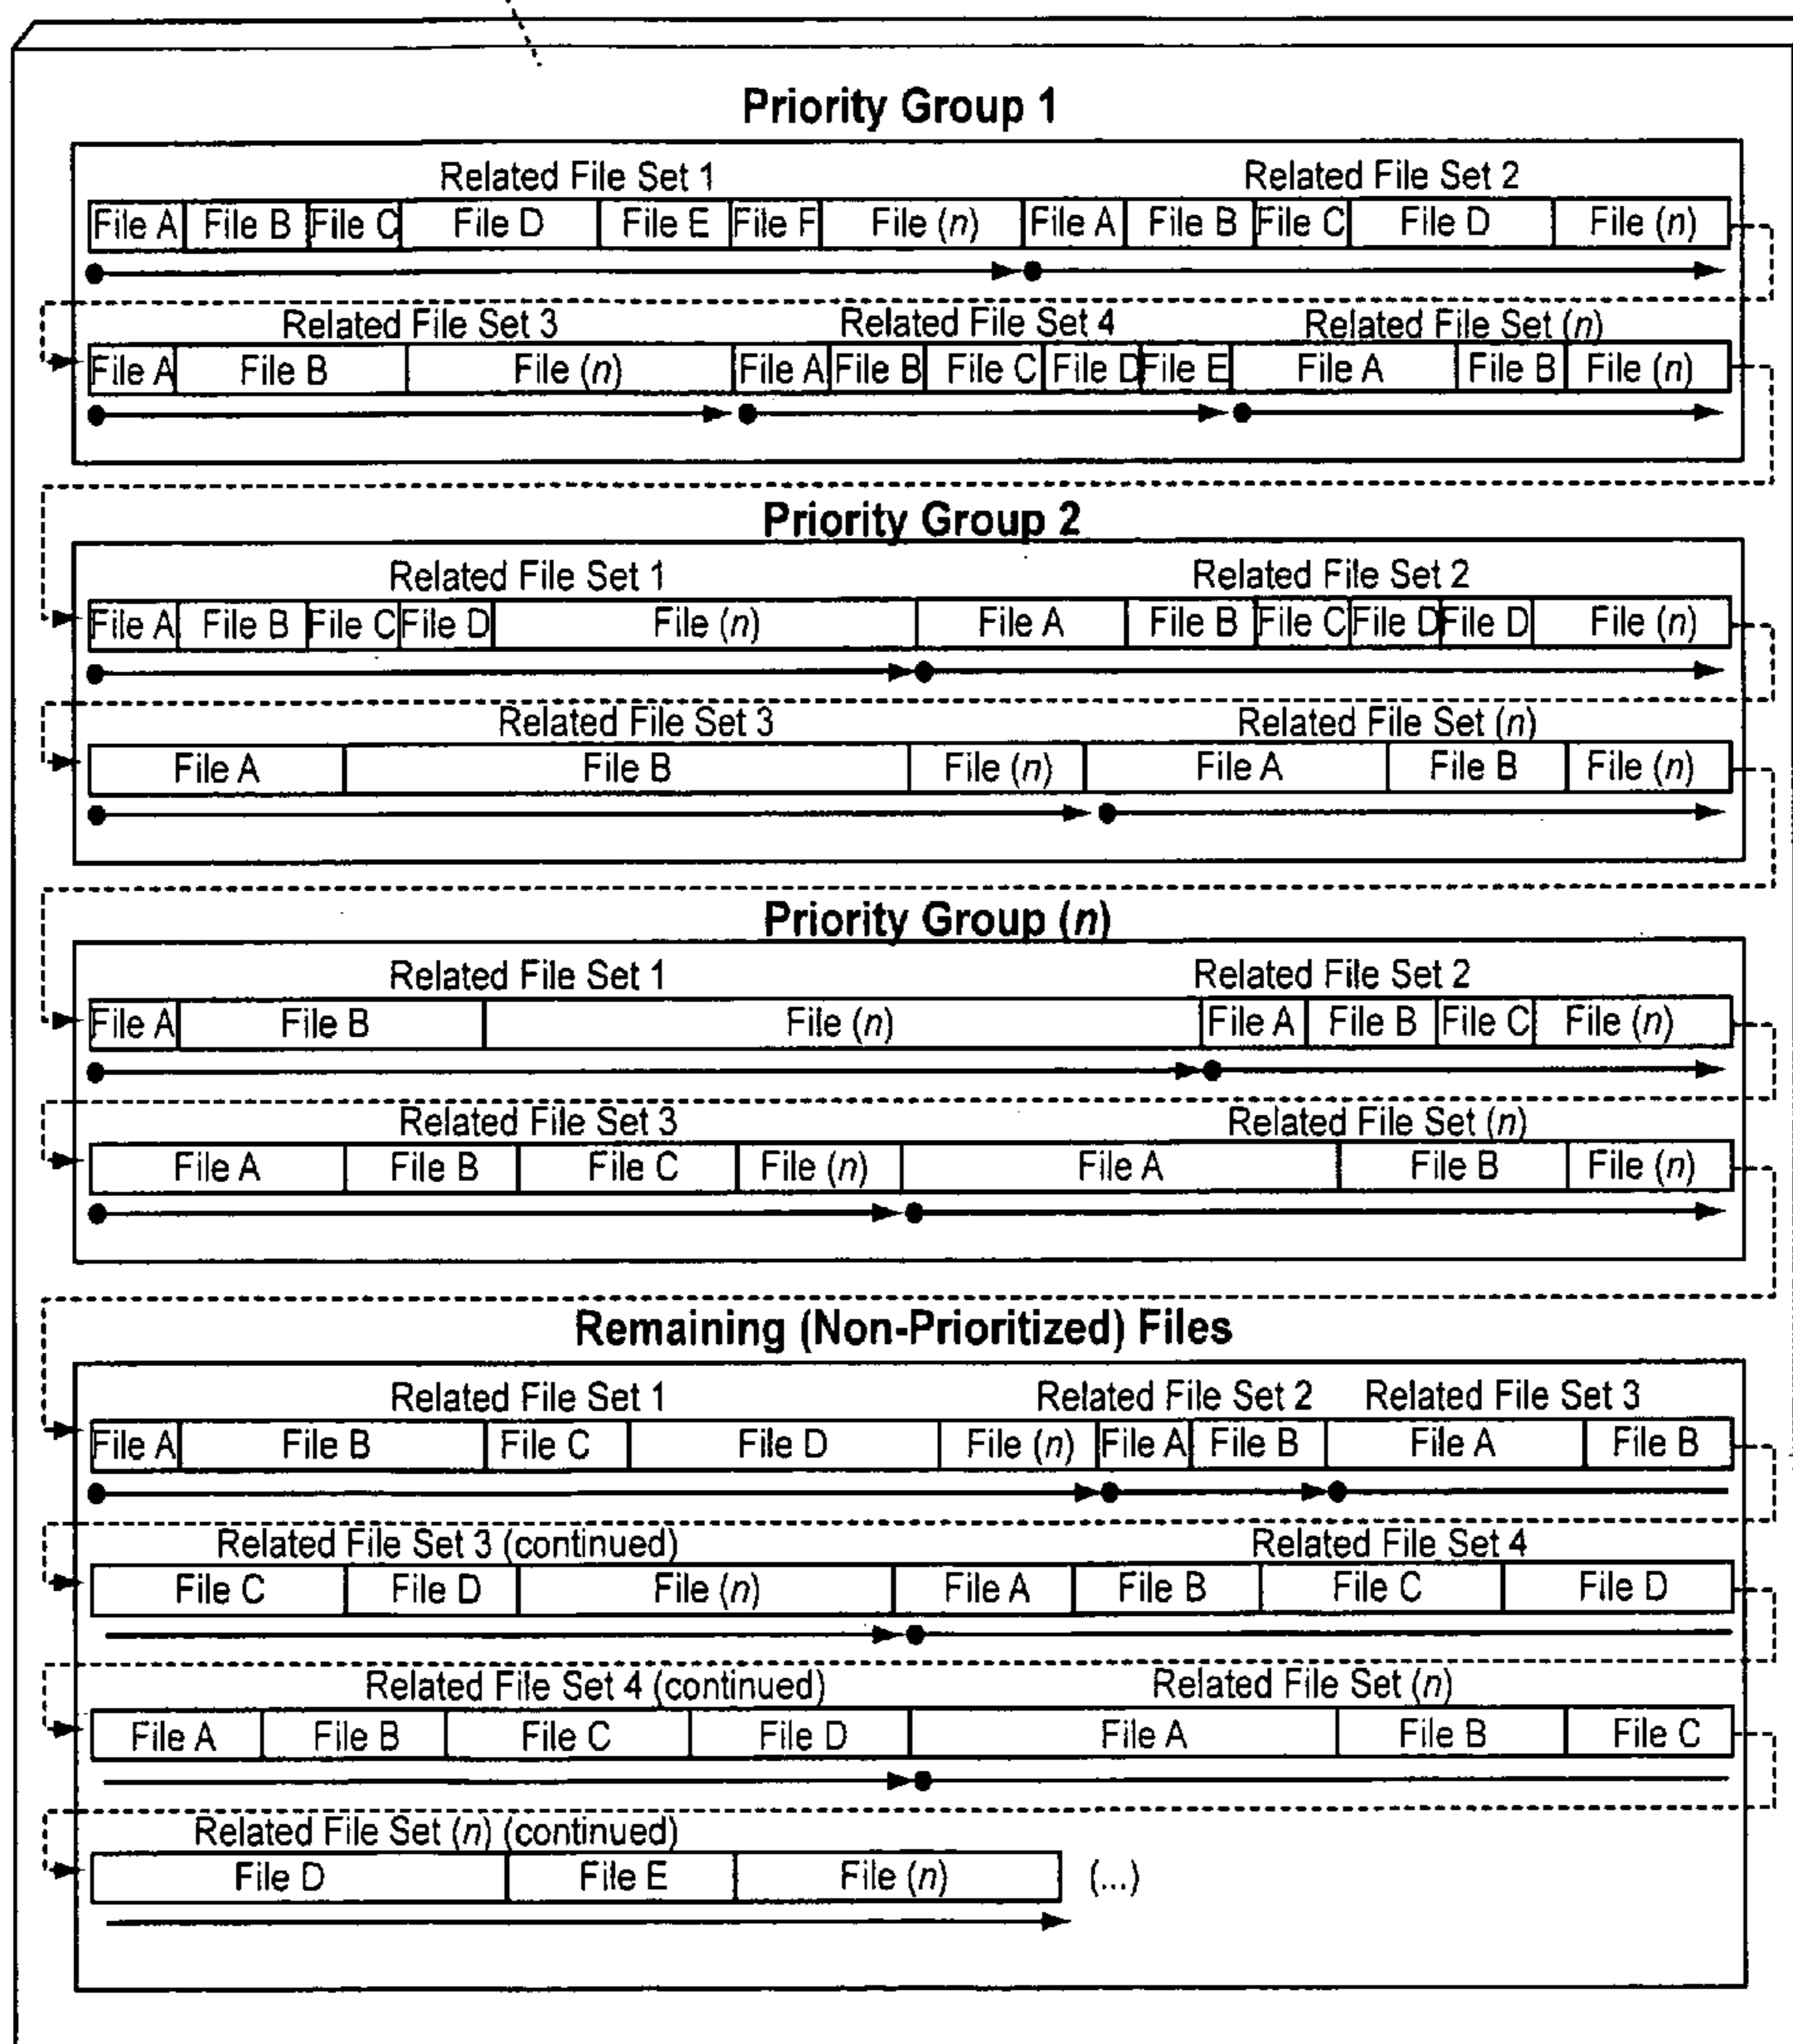 Priority Group 1
Related File Set 1 Related File Set 2
File A File B File C File D File E File F File (n) File A File B File C File D File (n)
Related File Set 3 Related File Set 4 Related File Set (n)
File A File B File (n) File A File B File C File D File E File A File B File (n)
Priority Group 2
Related File Set 1 Related File Set 2
File A File B File C File D File (n) File A File B File C File D File D File (n)
Related File Set 3 Related File Set (n)
File A File B File (n) File A File B File (n)
Priority Group (n)
Related File Set 1 Related File Set 2
File A File B File (n) File A File B File C File (n)
Related File Set 3 Related File Set (n)
File A File B File C File (n) File A File B File (n)
Remaining (Non-Prioritized) Files
Related File Set 1 Related File Set 2 Related File Set 3
File A File B File C File D File (n) File A File B File A File B
Related File Set 3 (continued) Related File Set 4
File C File D File (n) File A File B File C File D
Related File Set 4 (continued) Related File Set (n)
File A File B File C File D File A File B File C
Related File Set (n) (continued)
File D File E File (n) (...)